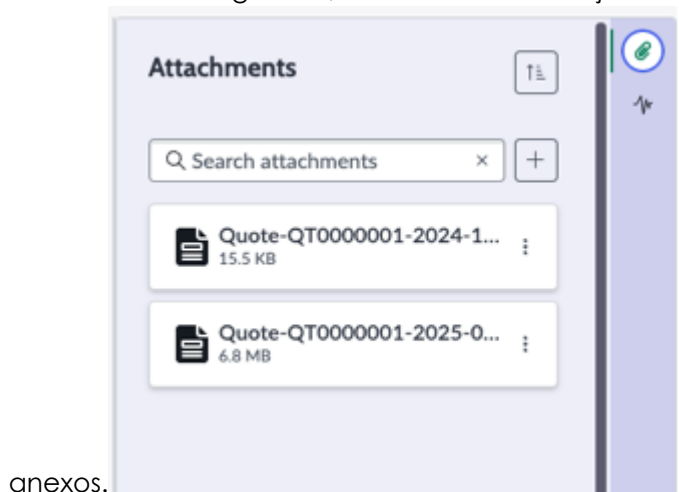 Attachments
Search attachments
Quote-QT0000001-2024-1...
15.5 KB
Quote-QT0000001-2025-0...
6.8 MB
anexos.